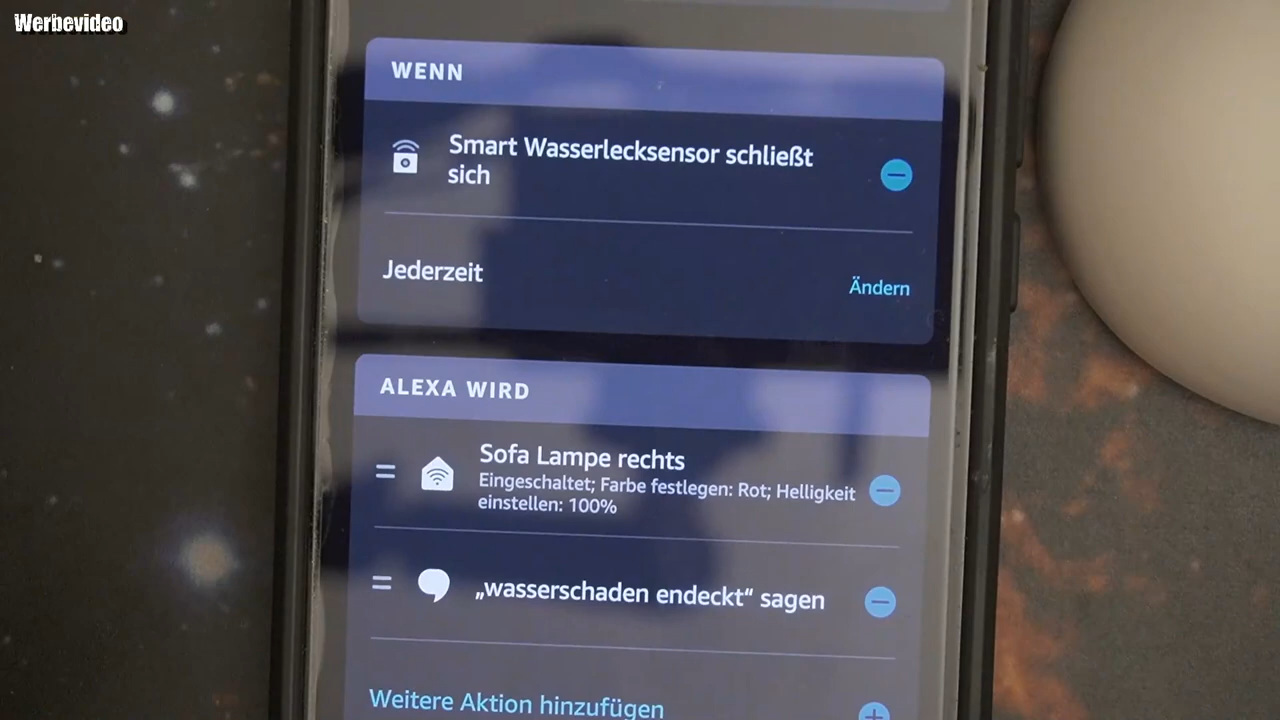 Werbevideo
WENN
Smart Wasserlecksensor schließt
sich
Jederzeit
Ändern
ALEXA WIRD
Sofa Lampe rechts
Eingeschaltet; Farbe festlegen: Rot; Helligkeit
einstellen: 100%
„wasserschaden endeckt“ sagen
Weitere Aktion hinzufügen